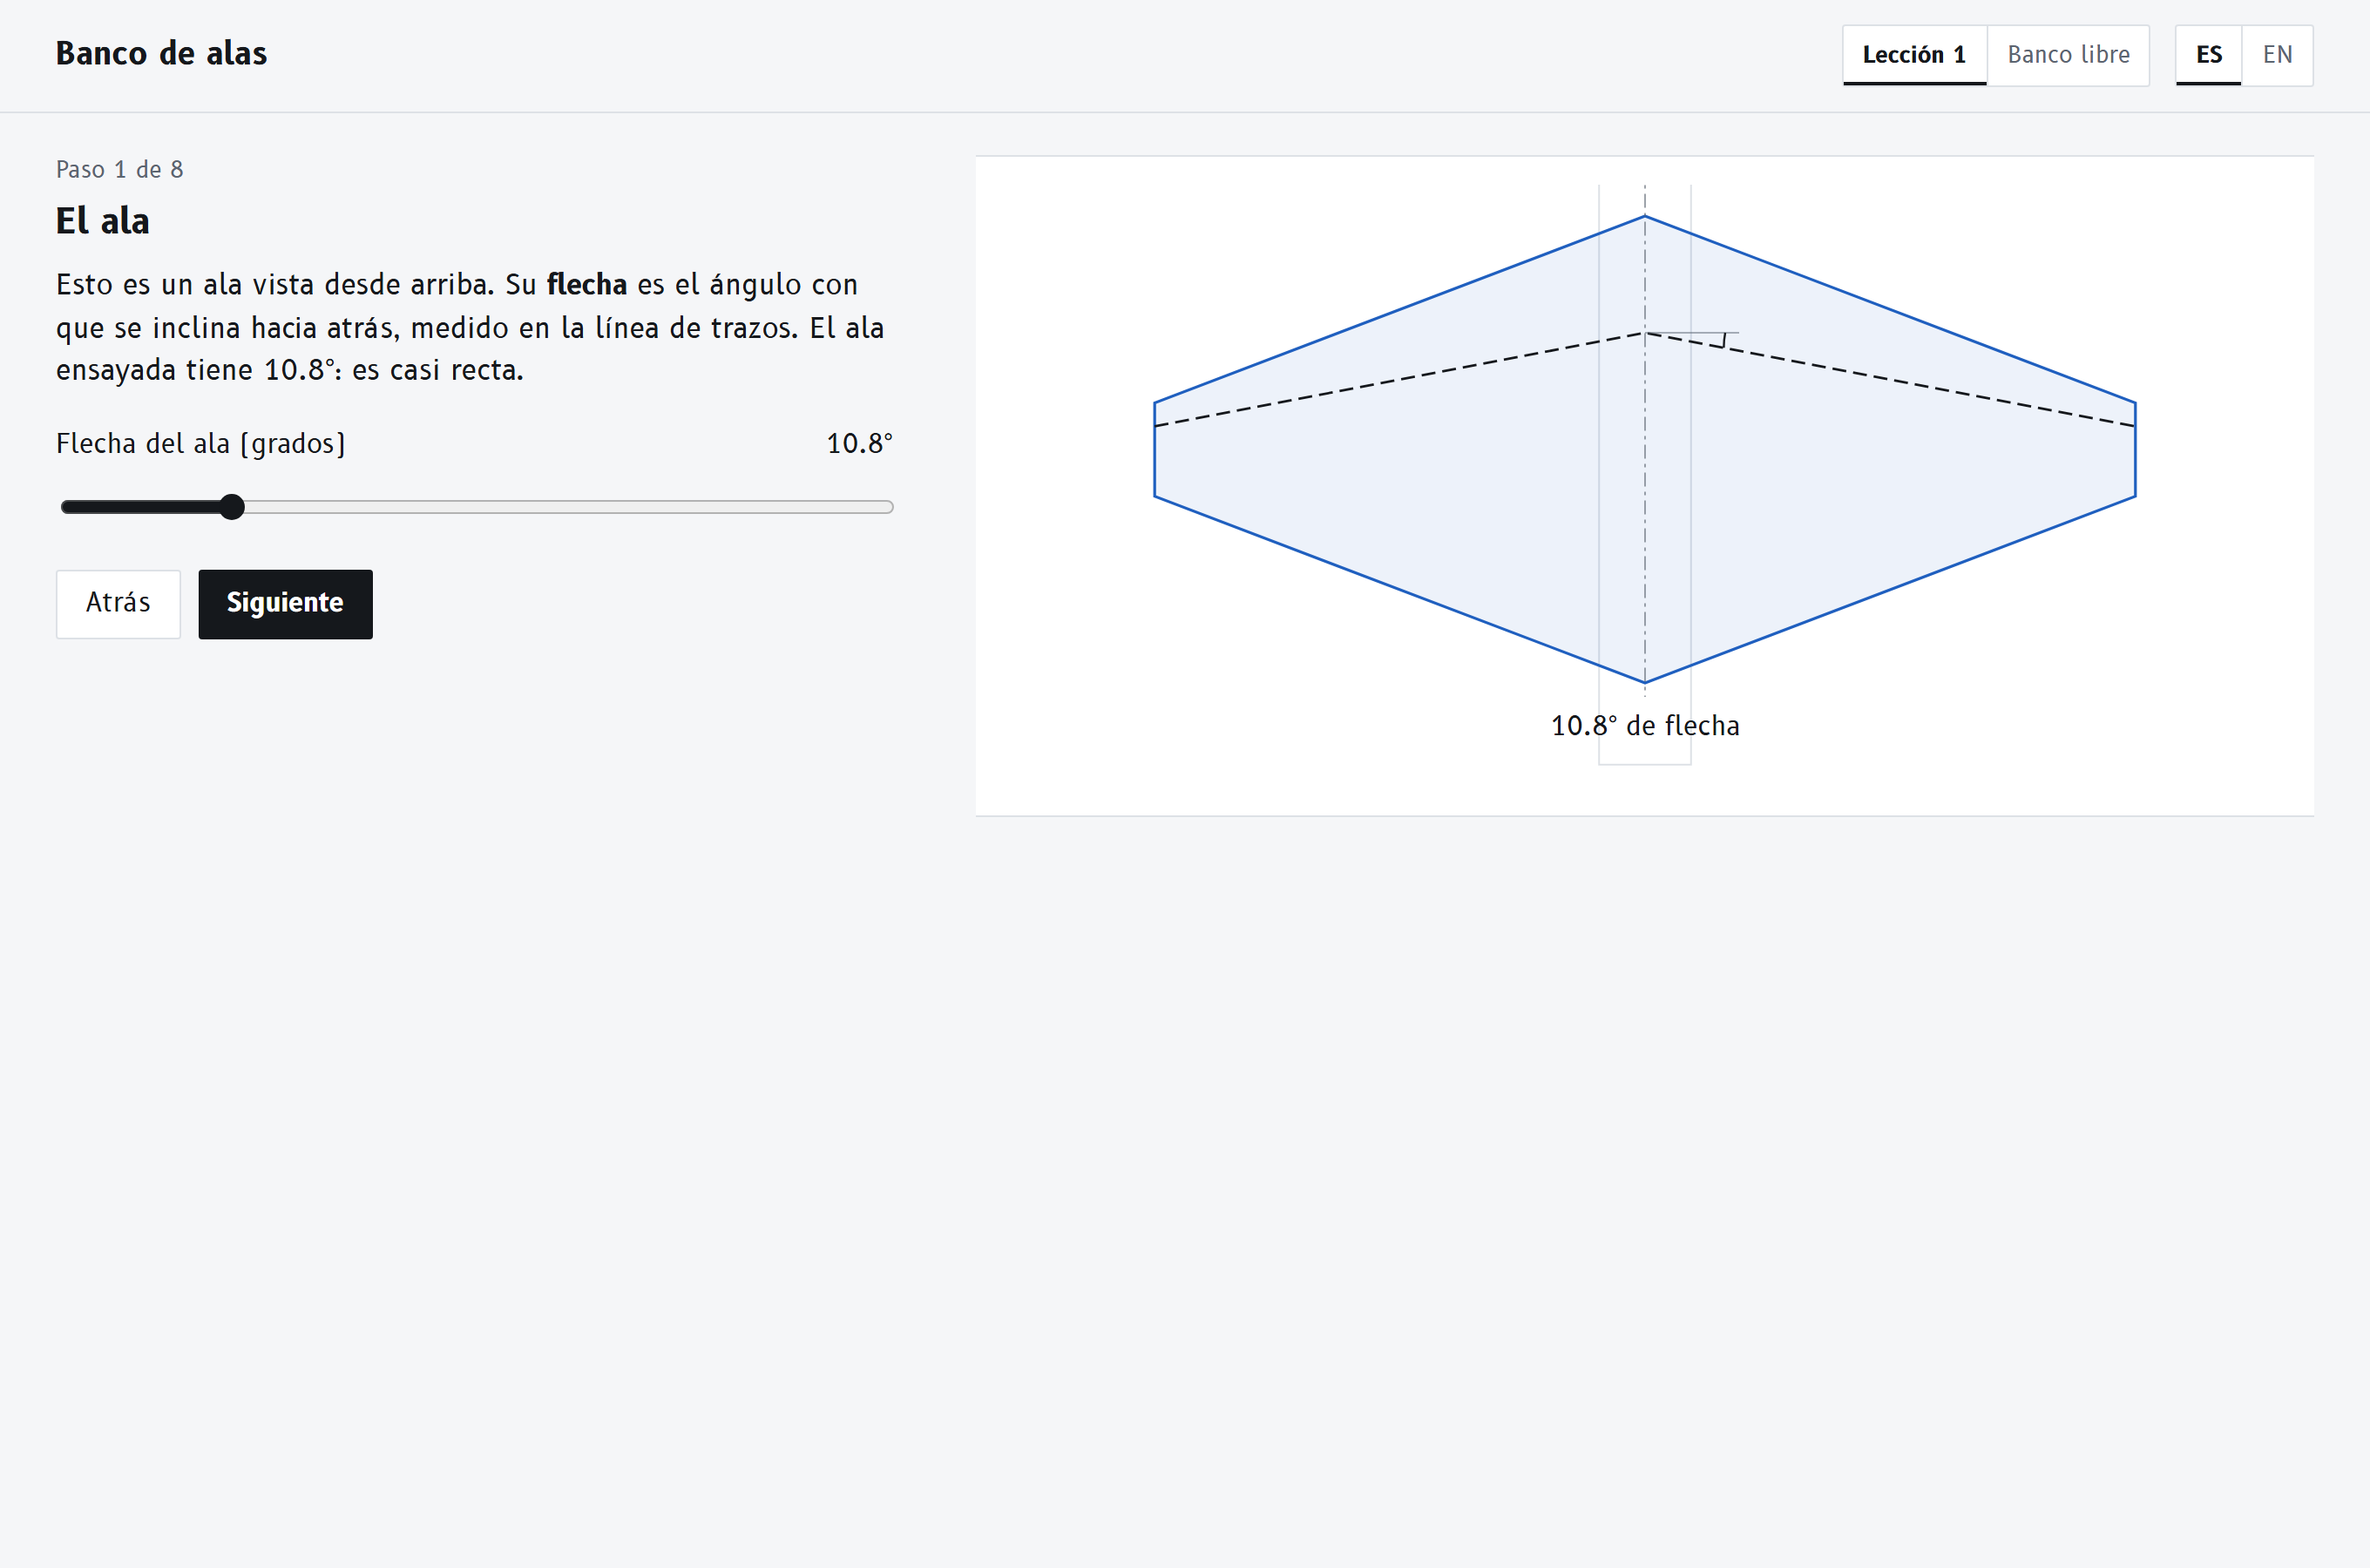 Banco de alas
Lección 1
Banco libre
ES
EN
Paso 1 de 8
El ala
Esto es un ala vista desde arriba. Su flecha es el ángulo con
que se inclina hacia atrás, medido en la línea de trazos. El ala
ensayada tiene 10.8°: es casi recta.
Flecha del ala (grados)
10.8°
Atrás
Siguiente
10.8° de flecha